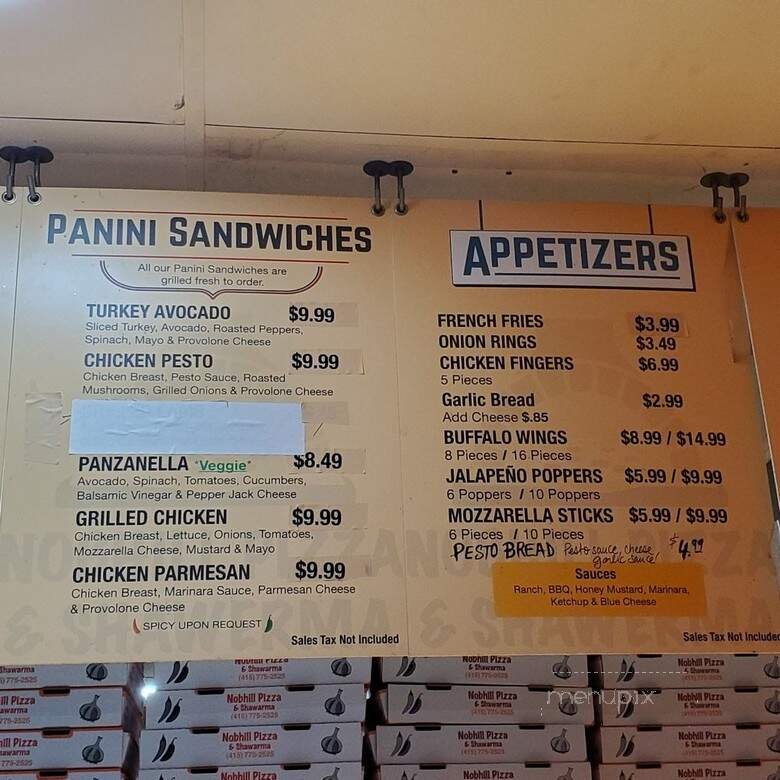 PANINI SANDWICHES
All our Panini Sandwiches are
grilled fresh to order.
TURKEY AVOCADO $9.99
Sliced Turkey, Avocado, Roasted Peppers,
Spinach, Mayo & Provolone Cheese
CHICKEN PESTO $9.99
Chicken Breast, Pesto Sauce, Roasted
Mushrooms, Grilled Onions & Provolone Cheese
PANZANELLA "Veggie" $8.49
Avocado, Spinach, Tomatoes, Cucumbers,
Balsamic Vinegar & Pepper Jack Cheese
GRILLED CHICKEN $9.99
Chicken Breast, Lettuce, Onions, Tomatoes,
Mozzarella Cheese, Mustard & Mayo
CHICKEN PARMESAN $9.99
Chicken Breast, Marinara Sauce, Parmesan Cheese
& Provolone Cheese
SPICY UPON REQUEST
Sales Tax Not Included
APPETIZERS
FRENCH FRIES $3.99
ONION RINGS $3.49
CHICKEN FINGERS $6.99
5 Pieces
Garlic Bread $2.99
Add Cheese $.85
BUFFALO WINGS $8.99 / $14.99
8 Pieces / 16 Pieces
JALAPEÑO POPPERS $5.99 / $9.99
6 Poppers / 10 Poppers
MOZZARELLA STICKS $5.99 / $9.99
6 Pieces / 10 Pieces
PESTO BREAD Pesto sauce, cheese, garlic sauce $4.99
Sauces
Ranch, BBQ, Honey Mustard, Marinara,
Ketchup & Blue Cheese
Sales Tax Not Included
& SHAWERMA & SHAWERMA
Nobhill Pizza
& Shawarma
(415) 775-2525
menupix